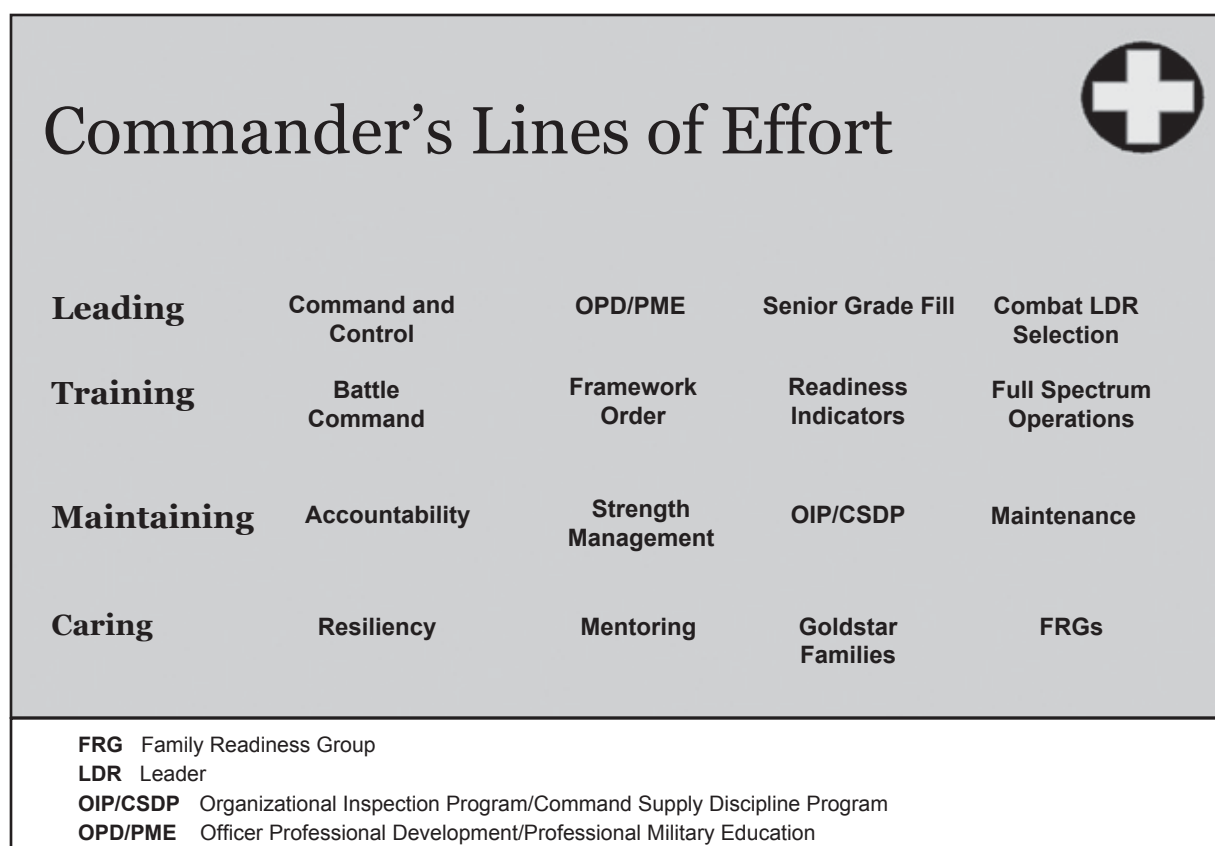 Commander’s Lines of Effort
Leading
Command and
Control
OPD/PME
Senior Grade Fill
Combat LDR
Selection
Training
Battle
Command
Framework
Order
Readiness
Indicators
Full Spectrum
Operations
Maintaining
Accountability
Strength
Management
OIP/CSDP
Maintenance
Caring
Resiliency
Mentoring
Goldstar
Families
FRGs
FRG Family Readiness Group
LDR Leader
OIP/CSDP Organizational Inspection Program/Command Supply Discipline Program
OPD/PME Officer Professional Development/Professional Military Education